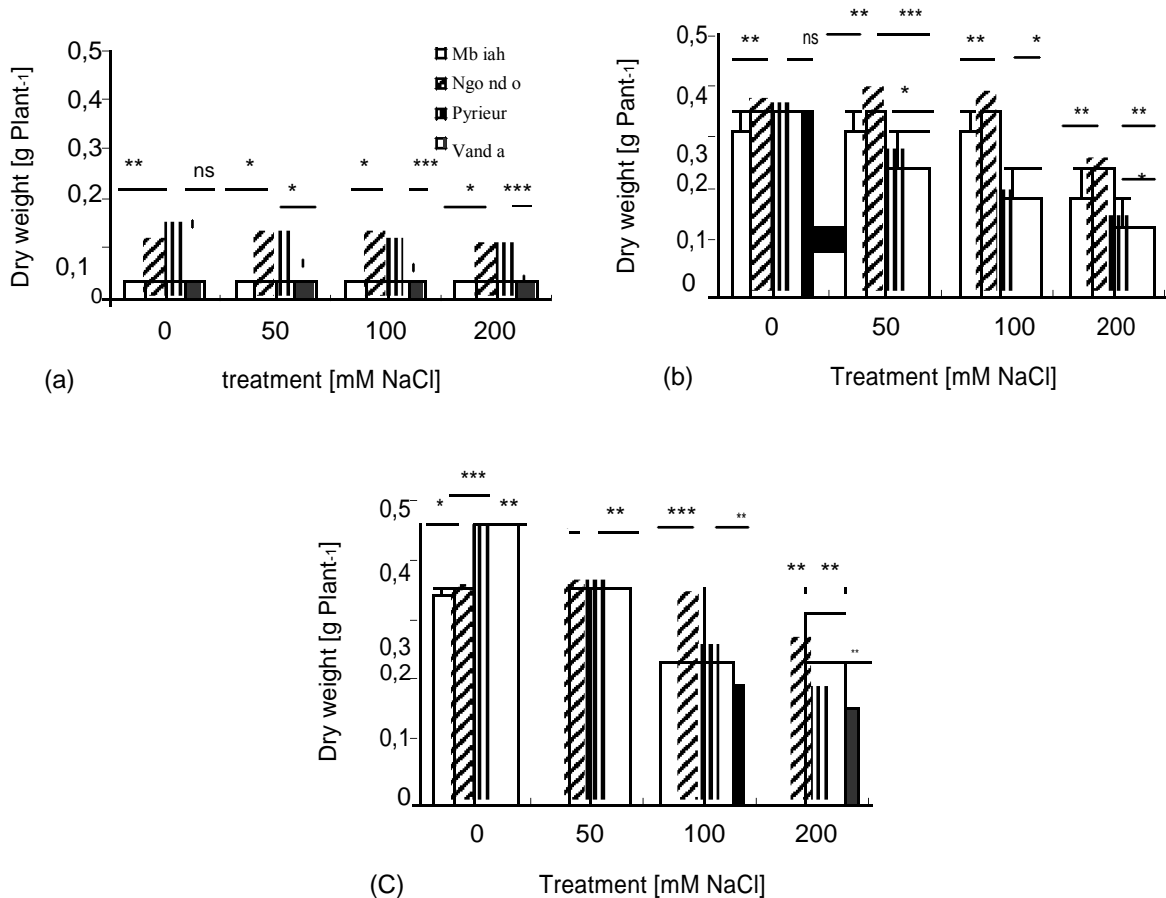 0,5
0,4
0,3
0,2
0,1
0
Dry weight [g Plant-1]
Mb iah
Ngo nd o
Pyrieur
Vand a
** ns * * * *** * ***
0 50 100 200
(a) treatment [mM NaCl]
0,5
0,4
0,3
0,2
0,1
0
Dry weight [g Pant-1]
** ns ** *** * ** * ** ** *
0 50 100 200
(b) Treatment [mM NaCl]
0,5
0,4
0,3
0,2
0,1
0
Dry weight [g Plant-1]
* *** ** ** *** ** ** ** **
0 50 100 200
(C) Treatment [mM NaCl]